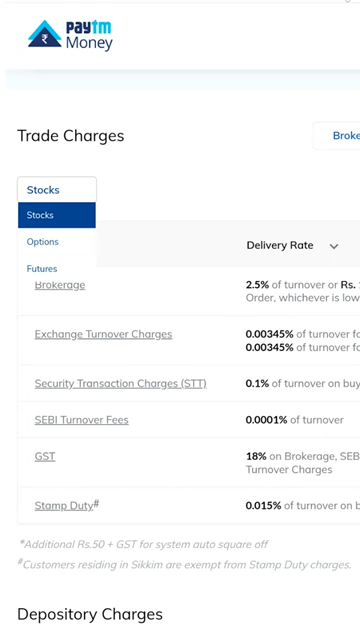 paytm
Money
Trade Charges
Stocks
Stocks
Options
Futures
Delivery Rate
Brokerage
2.5% of turnover or Rs.
Order, whichever is low
Exchange Turnover Charges
0.00345% of turnover fo
0.00345% of turnover fo
Security Transaction Charges (STT)
0.1% of turnover on buy
SEBI Turnover Fees
0.0001% of turnover
GST
18% on Brokerage, SEB
Turnover Charges
Stamp Duty#
0.015% of turnover on b
*Additional Rs.50 + GST for system auto square off
#Customers residing in Sikkim are exempt from Stamp Duty charges.
Depository Charges